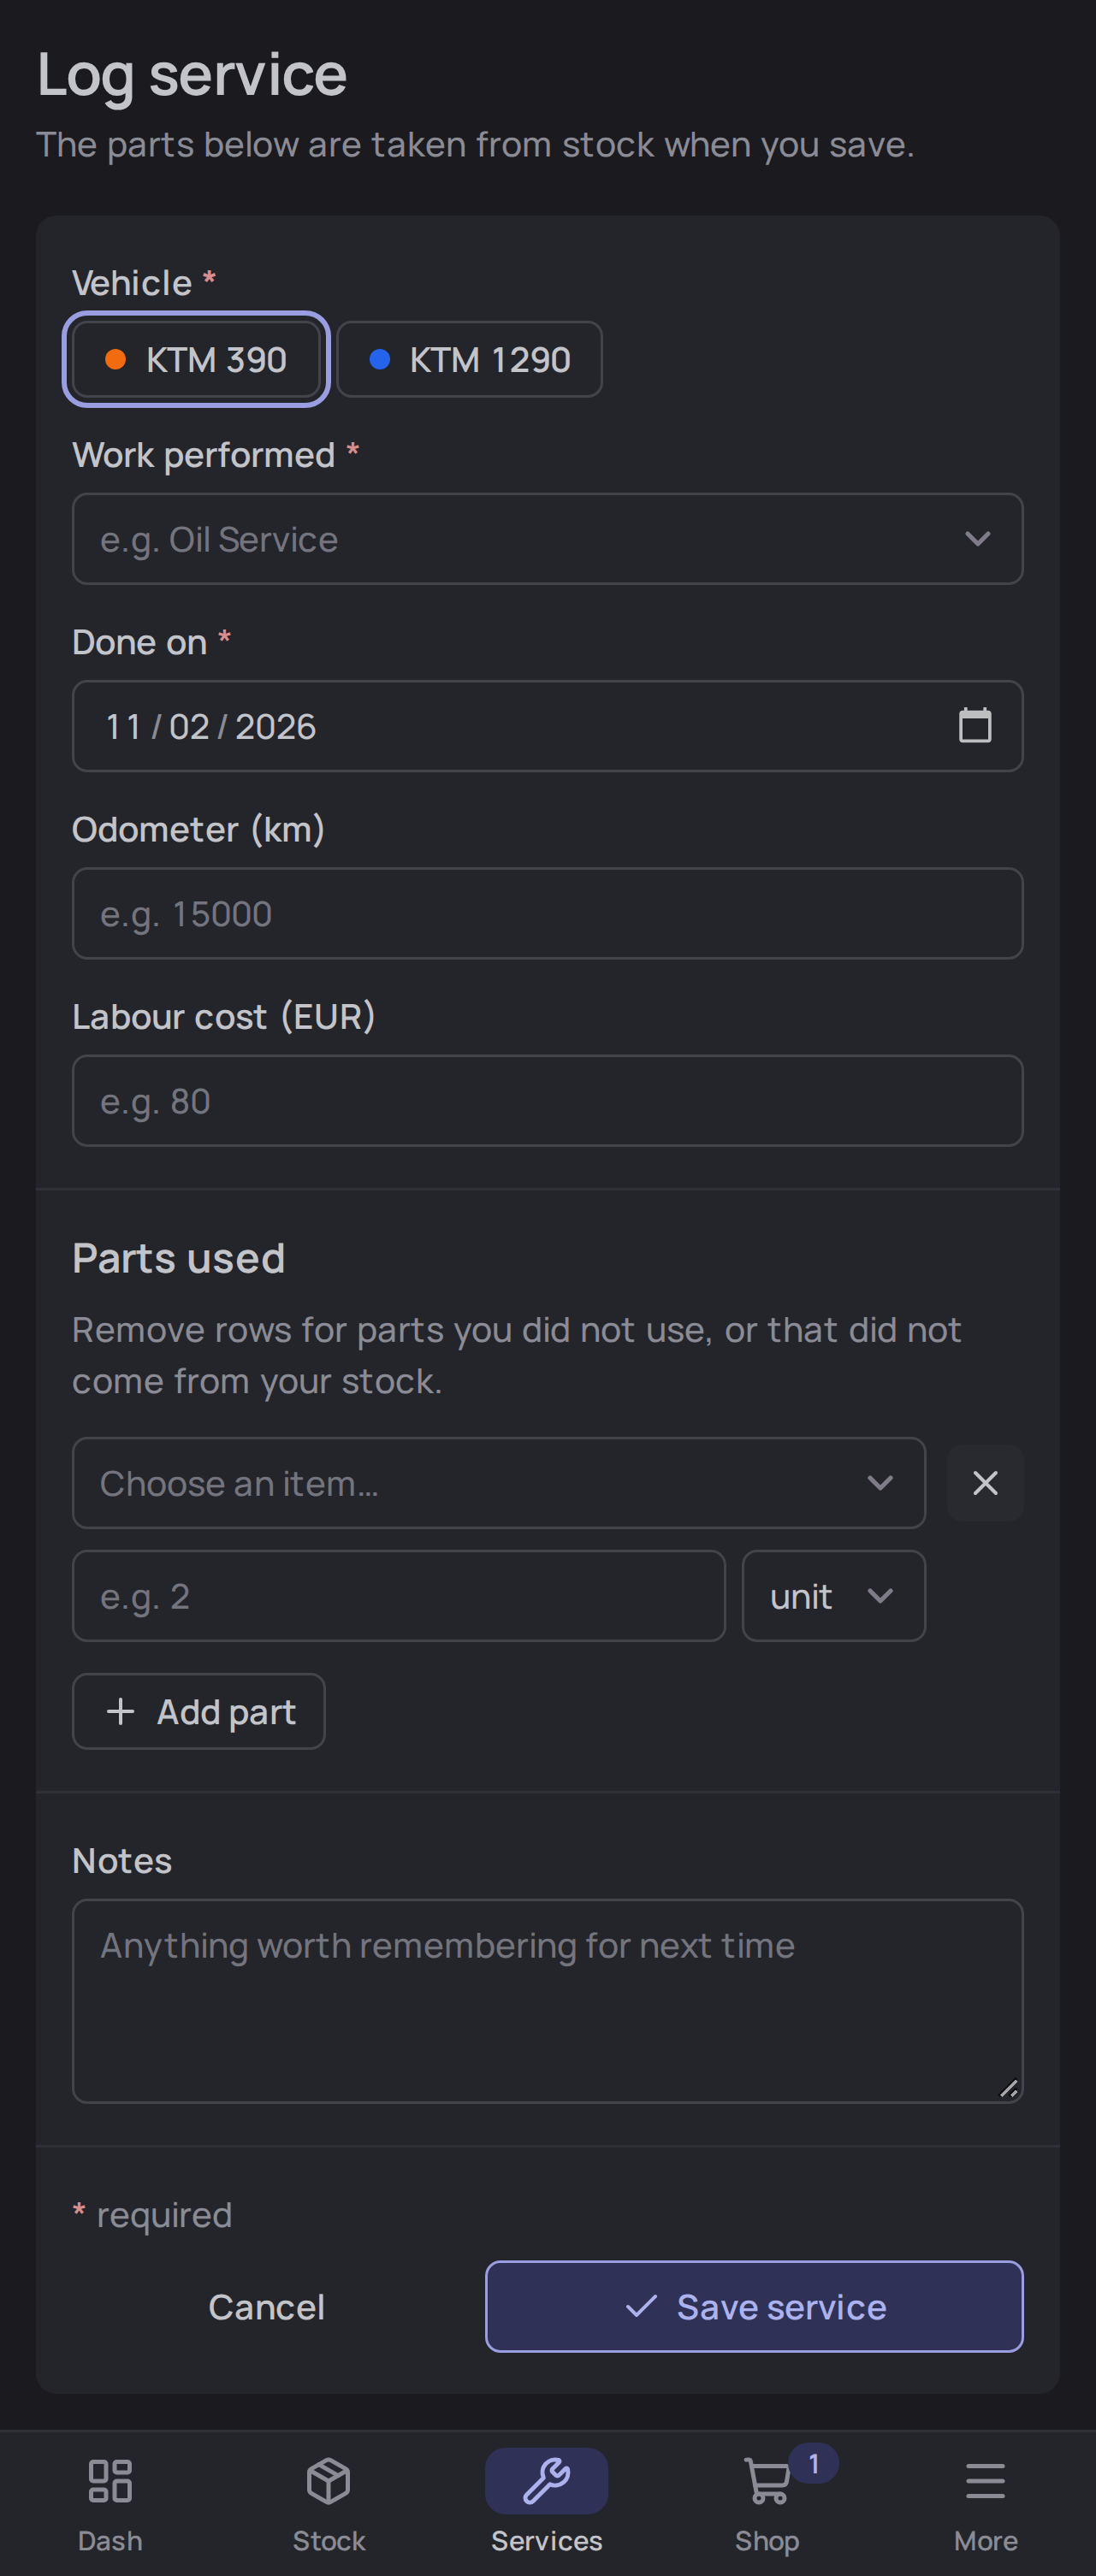 Log service
The parts below are taken from stock when you save.
Vehicle *
KTM 390
KTM 1290
Work performed *
e.g. Oil Service
Done on *
11 / 02 / 2026
Odometer (km)
e.g. 15000
Labour cost (EUR)
e.g. 80
Parts used
Remove rows for parts you did not use, or that did not
come from your stock.
Choose an item...
e.g. 2
unit
Add part
Notes
Anything worth remembering for next time
* required
Cancel
Save service
1
Dash
Stock
Services
Shop
More